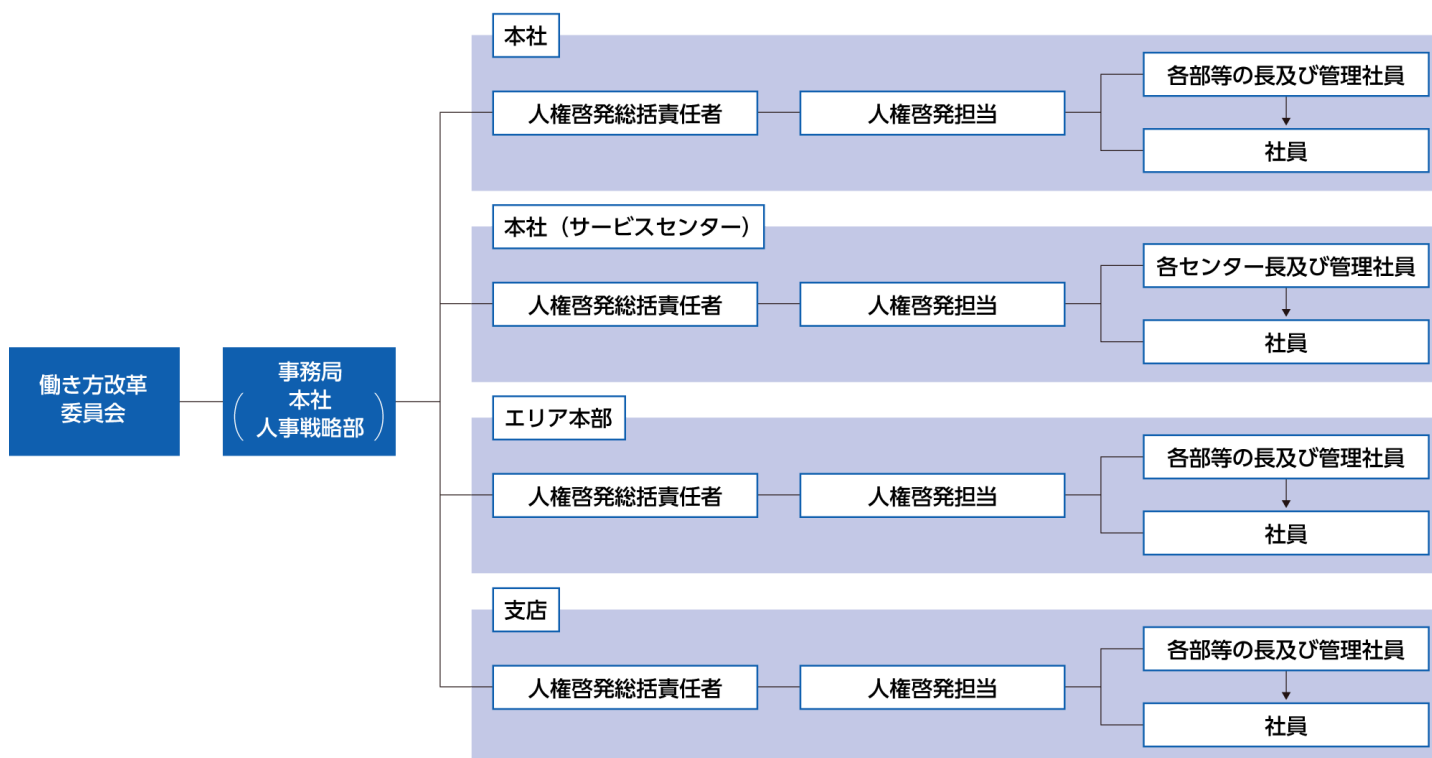 働き方改革
委員会
事務局
(本社
人事戦略部)
本社
人権啓発総括責任者
人権啓発担当
各部等の長及び管理社員
社員
本社（サービスセンター）
人権啓発総括責任者
人権啓発担当
各センター長及び管理社員
社員
エリア本部
人権啓発総括責任者
人権啓発担当
各部等の長及び管理社員
社員
支店
人権啓発総括責任者
人権啓発担当
各部等の長及び管理社員
社員